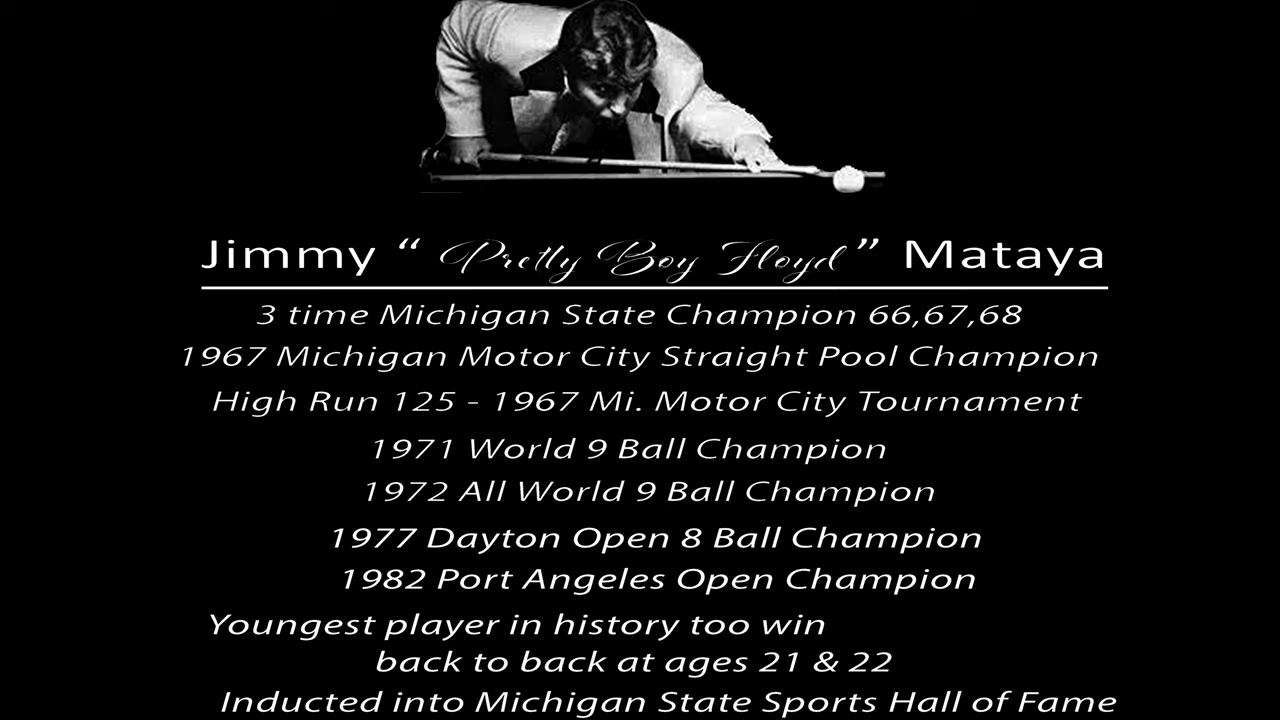 Jimmy “ Pretty Boy Floyd ” Mataya
3 time Michigan State Champion 66,67,68
1967 Michigan Motor City Straight Pool Champion
High Run 125 - 1967 Mi. Motor City Tournament
1971 World 9 Ball Champion
1972 All World 9 Ball Champion
1977 Dayton Open 8 Ball Champion
1982 Port Angeles Open Champion
Youngest player in history too win
back to back at ages 21 & 22
Inducted into Michigan State Sports Hall of Fame